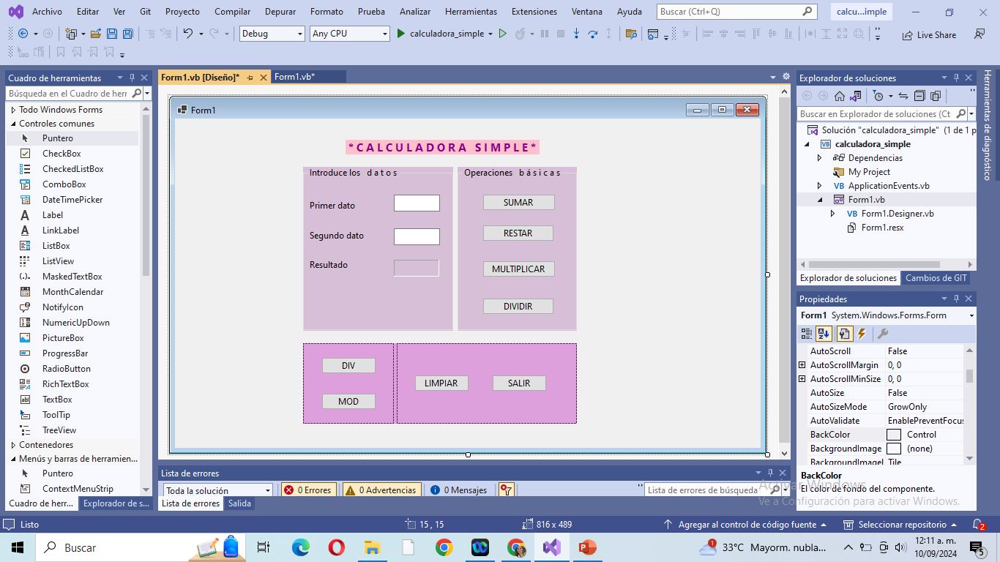 Archivo Editar Ver Git Proyecto Compilar Depurar Formato Prueba Analizar Herramientas Extensiones Ventana Ayuda Buscar (Ctrl+Q) calcu...imple
Debug Any CPU calculadora_simple Live Share
Cuadro de herramientas
Búsqueda en el Cuadro de herr
Todo Windows Forms
Controles comunes
Puntero
CheckBox
CheckedListBox
ComboBox
DateTimePicker
Label
LinkLabel
ListBox
ListView
MaskedTextBox
MonthCalendar
NotifyIcon
NumericUpDown
PictureBox
ProgressBar
RadioButton
RichTextBox
TextBox
ToolTip
TreeView
Contenedores
Menús y barras de herramien...
Puntero
ContextMenuStrip
Cuadro de herr... Explorador de s...
Form1.vb [Diseño]* Form1.vb*
Form1
*CALCULADORA SIMPLE*
Introduce los datos
Primer dato
Segundo dato
Resultado
Operaciones básicas
SUMAR
RESTAR
MULTIPLICAR
DIVIDIR
DIV
MOD
LIMPIAR SALIR
Lista de errores
Toda la solución 0 Errores 0 Advertencias 0 Mensajes Lista de errores de búsqueda
Lista de errores Salida
Explorador de soluciones
Buscar en Explorador de soluciones (Ct
Solución "calculadora_simple" (1 de 1 p
calculadora_simple
Dependencias
My Project
ApplicationEvents.vb
Form1.vb
Form1.Designer.vb
Form1.resx
Explorador de soluciones Cambios de GIT
Herramientas de diagnóstico
Propiedades
Form1 System.Windows.Forms.Form
AutoScroll False
AutoScrollMargin 0, 0
AutoScrollMinSize 0, 0
AutoSize False
AutoSizeMode GrowOnly
AutoValidate EnablePreventFocus
BackColor Control
BackgroundImage (none)
BackgroundImageL Tile
BackColor
El color de fondo del componente.
Activar Windows
Ve a Configuración para activar Windows.
Listo 15 , 15 816 x 489 Agregar al control de código fuente Seleccionar repositorio 2
Buscar 1 33°C Mayorm. nubla... 12:11 a. m.
10/09/2024 5